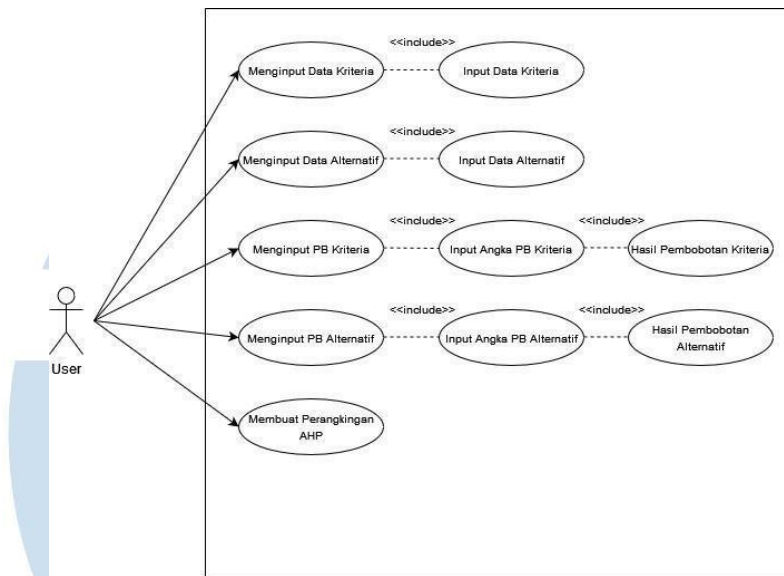 <<include>>
Menginput Data Kriteria
Input Data Kriteria
<<include>>
Menginput Data Alternatif
Input Data Alternatif
<<include>>
<<include>>
Menginput PB Kriteria
Input Angka PB Kriteria
Hasil Pembobotan Kriteria
<<include>>
<<include>>
Menginput PB Alternatif
Input Angka PB Alternatif
Hasil Pembobotan
Alternatif
User
Membuat Perangkingan
AHP